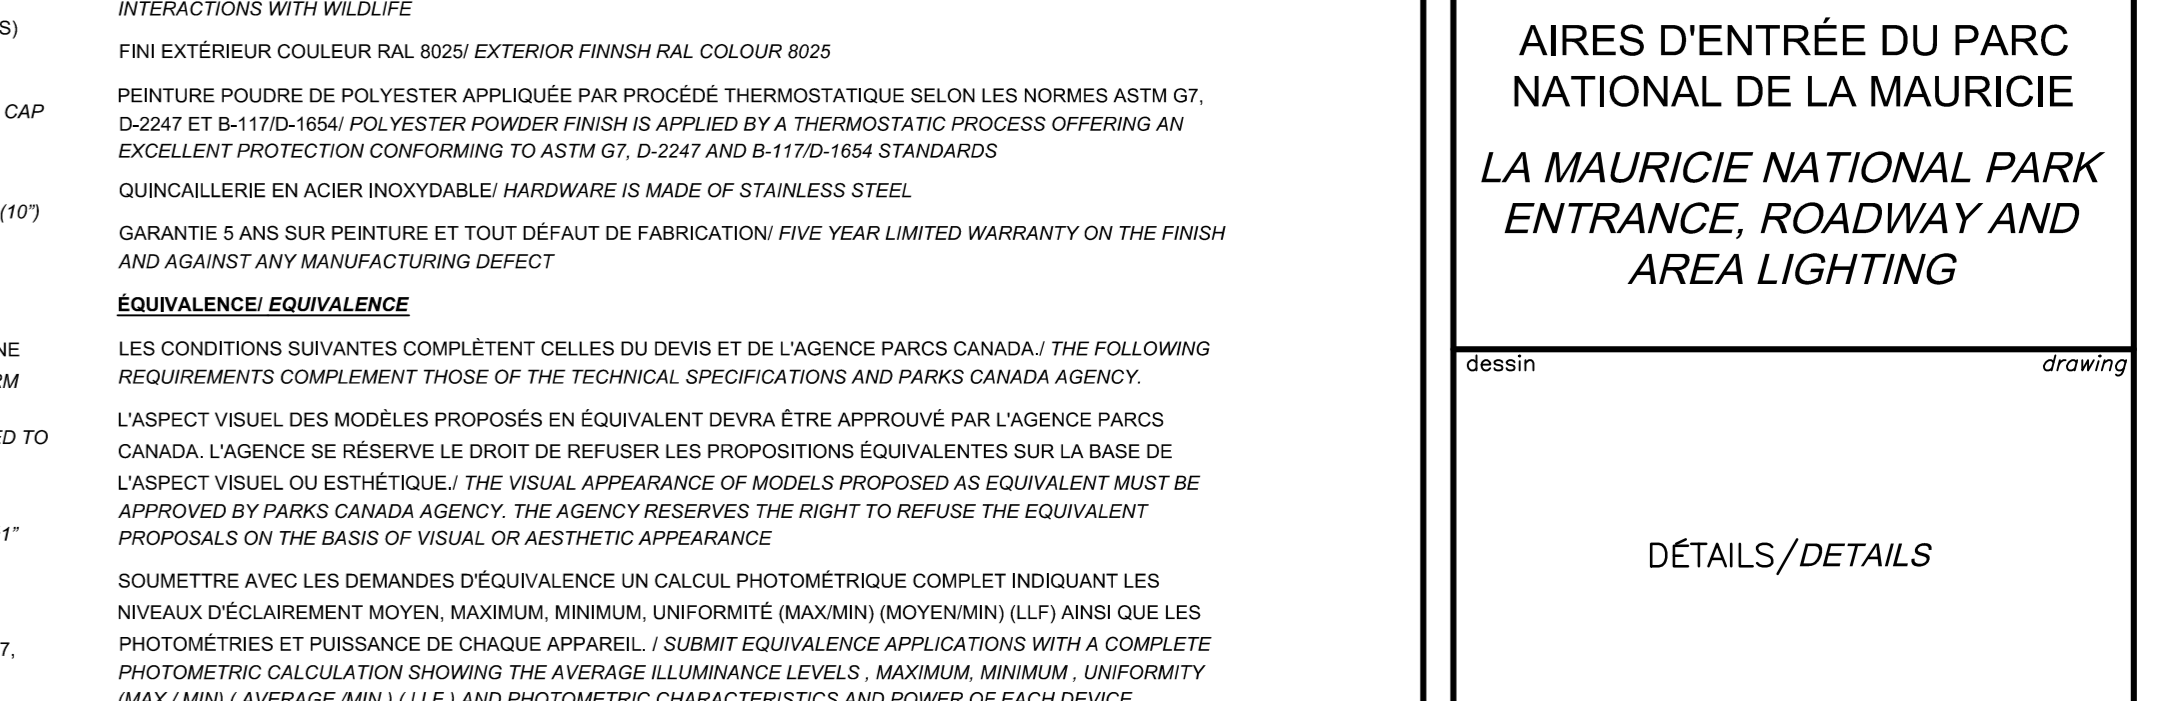 S)
CAP
(10”)
NE
RM
ED TO
1”
7,
INTERACTIONS WITH WILDLIFE
FINI EXTÉRIEUR COULEUR RAL 8025/ EXTERIOR FINNSH RAL COLOUR 8025
PEINTURE POUDRE DE POLYESTER APPLIQUÉE PAR PROCÉDÉ THERMOSTATIQUE SELON LES NORMES ASTM G7,
D-2247 ET B-117/D-1654/ POLYESTER POWDER FINISH IS APPLIED BY A THERMOSTATIC PROCESS OFFERING AN
EXCELLENT PROTECTION CONFORMING TO ASTM G7, D-2247 AND B-117/D-1654 STANDARDS
QUINCAILLERIE EN ACIER INOXYDABLE/ HARDWARE IS MADE OF STAINLESS STEEL
GARANTIE 5 ANS SUR PEINTURE ET TOUT DÉFAUT DE FABRICATION/ FIVE YEAR LIMITED WARRANTY ON THE FINISH
AND AGAINST ANY MANUFACTURING DEFECT
ÉQUIVALENCE/ EQUIVALENCE
LES CONDITIONS SUIVANTES COMPLÈTENT CELLES DU DEVIS ET DE L'AGENCE PARCS CANADA./ THE FOLLOWING
REQUIREMENTS COMPLEMENT THOSE OF THE TECHNICAL SPECIFICATIONS AND PARKS CANADA AGENCY.
L'ASPECT VISUEL DES MODÈLES PROPOSÉS EN ÉQUIVALENT DEVRA ÊTRE APPROUVÉ PAR L'AGENCE PARCS
CANADA. L'AGENCE SE RÉSERVE LE DROIT DE REFUSER LES PROPOSITIONS ÉQUIVALENTES SUR LA BASE DE
L'ASPECT VISUEL OU ESTHÉTIQUE./ THE VISUAL APPEARANCE OF MODELS PROPOSED AS EQUIVALENT MUST BE
APPROVED BY PARKS CANADA AGENCY. THE AGENCY RESERVES THE RIGHT TO REFUSE THE EQUIVALENT
PROPOSALS ON THE BASIS OF VISUAL OR AESTHETIC APPEARANCE
SOUMETTRE AVEC LES DEMANDES D'ÉQUIVALENCE UN CALCUL PHOTOMÉTRIQUE COMPLET INDIQUANT LES
NIVEAUX D'ÉCLAIREMENT MOYEN, MAXIMUM, MINIMUM, UNIFORMITÉ (MAX/MIN) (MOYEN/MIN) (LLF) AINSI QUE LES
PHOTOMÉTRIES ET PUISSANCE DE CHAQUE APPAREIL. / SUBMIT EQUIVALENCE APPLICATIONS WITH A COMPLETE
PHOTOMETRIC CALCULATION SHOWING THE AVERAGE ILLUMINANCE LEVELS , MAXIMUM, MINIMUM , UNIFORMITY
(MAX / MIN) ( AVERAGE /MIN ) ( LLF ) AND PHOTOMETRIC CHARACTERISTICS AND POWER OF EACH DEVICE
AIRES D'ENTRÉE DU PARC
NATIONAL DE LA MAURICIE
LA MAURICIE NATIONAL PARK
ENTRANCE, ROADWAY AND
AREA LIGHTING
dessin drawing
DÉTAILS/DETAILS